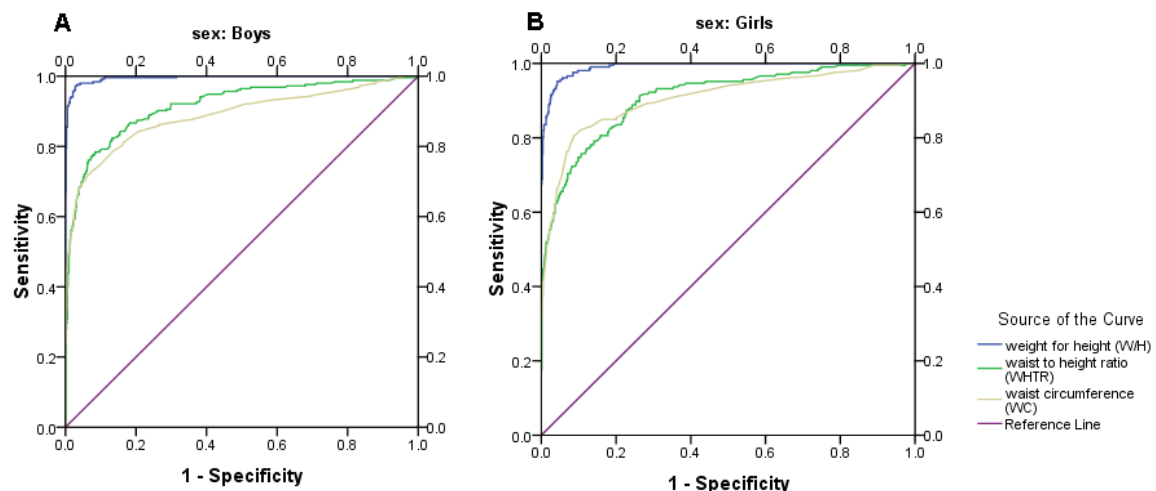 A
sex: Boys
0.0 0.2 0.4 0.6 0.8 1.0
1.0 1.0
0.8 0.8
0.6 0.6
0.4 0.4
0.2 0.2
0.0 0.0
0.0 0.2 0.4 0.6 0.8 1.0
Sensitivity
1 - Specificity
B
sex: Girls
0.0 0.2 0.4 0.6 0.8 1.0
1.0 1.0
0.8 0.8
0.6 0.6
0.4 0.4
0.2 0.2
0.0 0.0
0.0 0.2 0.4 0.6 0.8 1.0
Sensitivity
1 - Specificity
Source of the Curve
weight for height (W/H)
waist to height ratio
(WHTR)
waist circumference
(WC)
Reference Line